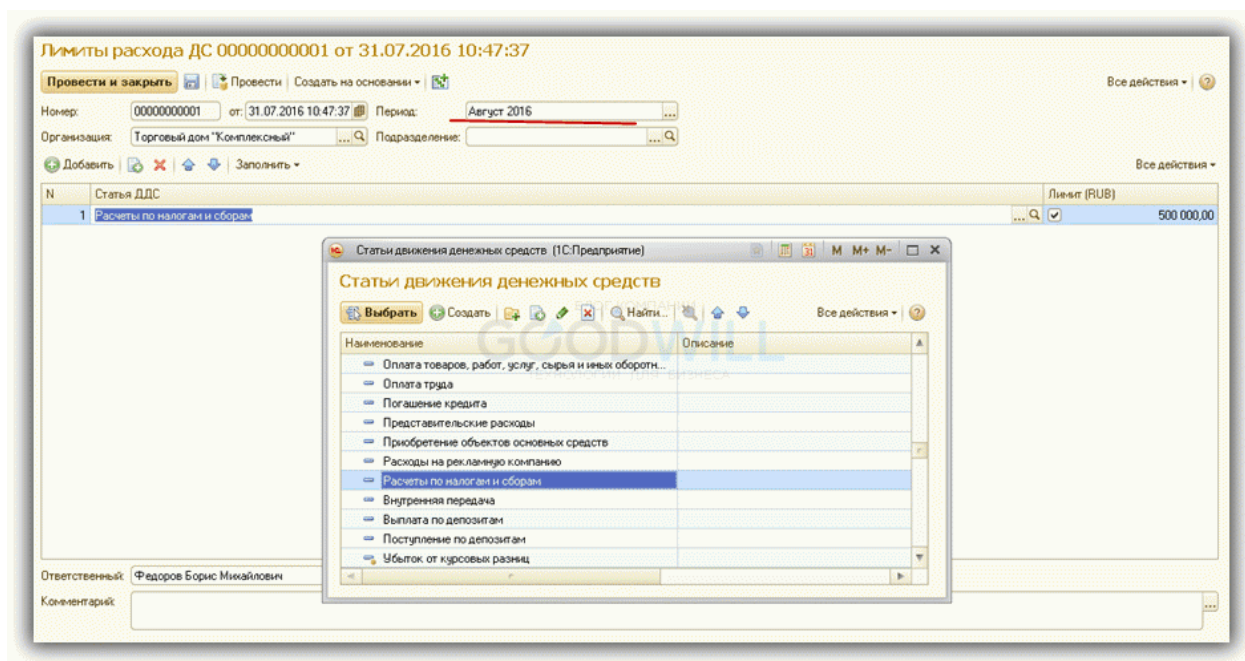 Лимиты расхода ДС 00000000001 от 31.07.2016 10:47:37
Провести и закрыть Провести Создать на основании Все действия
Номер: 00000000001 от: 31.07.2016 10:47:37 Период: Август 2016 ...
Организация: Торговый дом "Комплексный" ... Подразделение: ...
Добавить Заполнить Все действия
N Статья ДДС Лимит (RUB)
1 Расчеты по налогам и сборам ... 500 000,00
Статьи движения денежных средств (1С:Предприятие) M M+ M-
Статьи движения денежных средств
БЛОГ КОМПАНИИ
Выбрать Создать Найти... Все действия
GOODWILL
Наименование Описание
Оплата товаров, работ, услуг, сырья и иных оборотн...
ТЕХНОЛОГИИ ДЛЯ БИЗНЕСА
Оплата труда
Погашение кредита
Представительские расходы
Приобретение объектов основных средств
Расходы на рекламную компанию
Расчеты по налогам и сборам
Внутренняя передача
Выплата по депозитам
Поступление по депозитам
Убыток от курсовых разниц
Ответственный: Федоров Борис Михайлович
Комментарий: ...